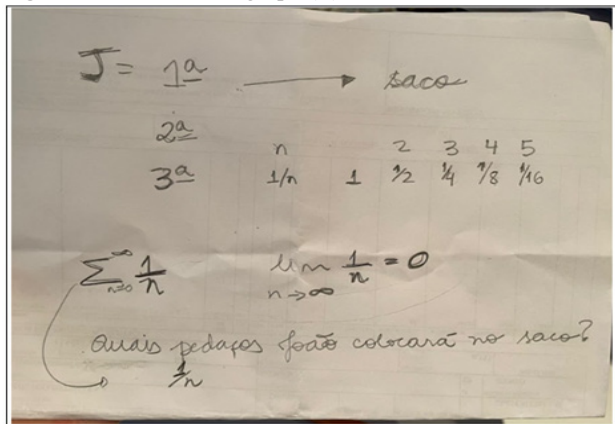 J = 1ª → saco
2ª
n 2 3 4 5
3ª 1/n 1 1/2 1/4 1/8 1/16
∑_{n=0}^{∞} 1/n lim_{n→∞} 1/n = 0
Quais pedaços João colocará no saco?
1/n